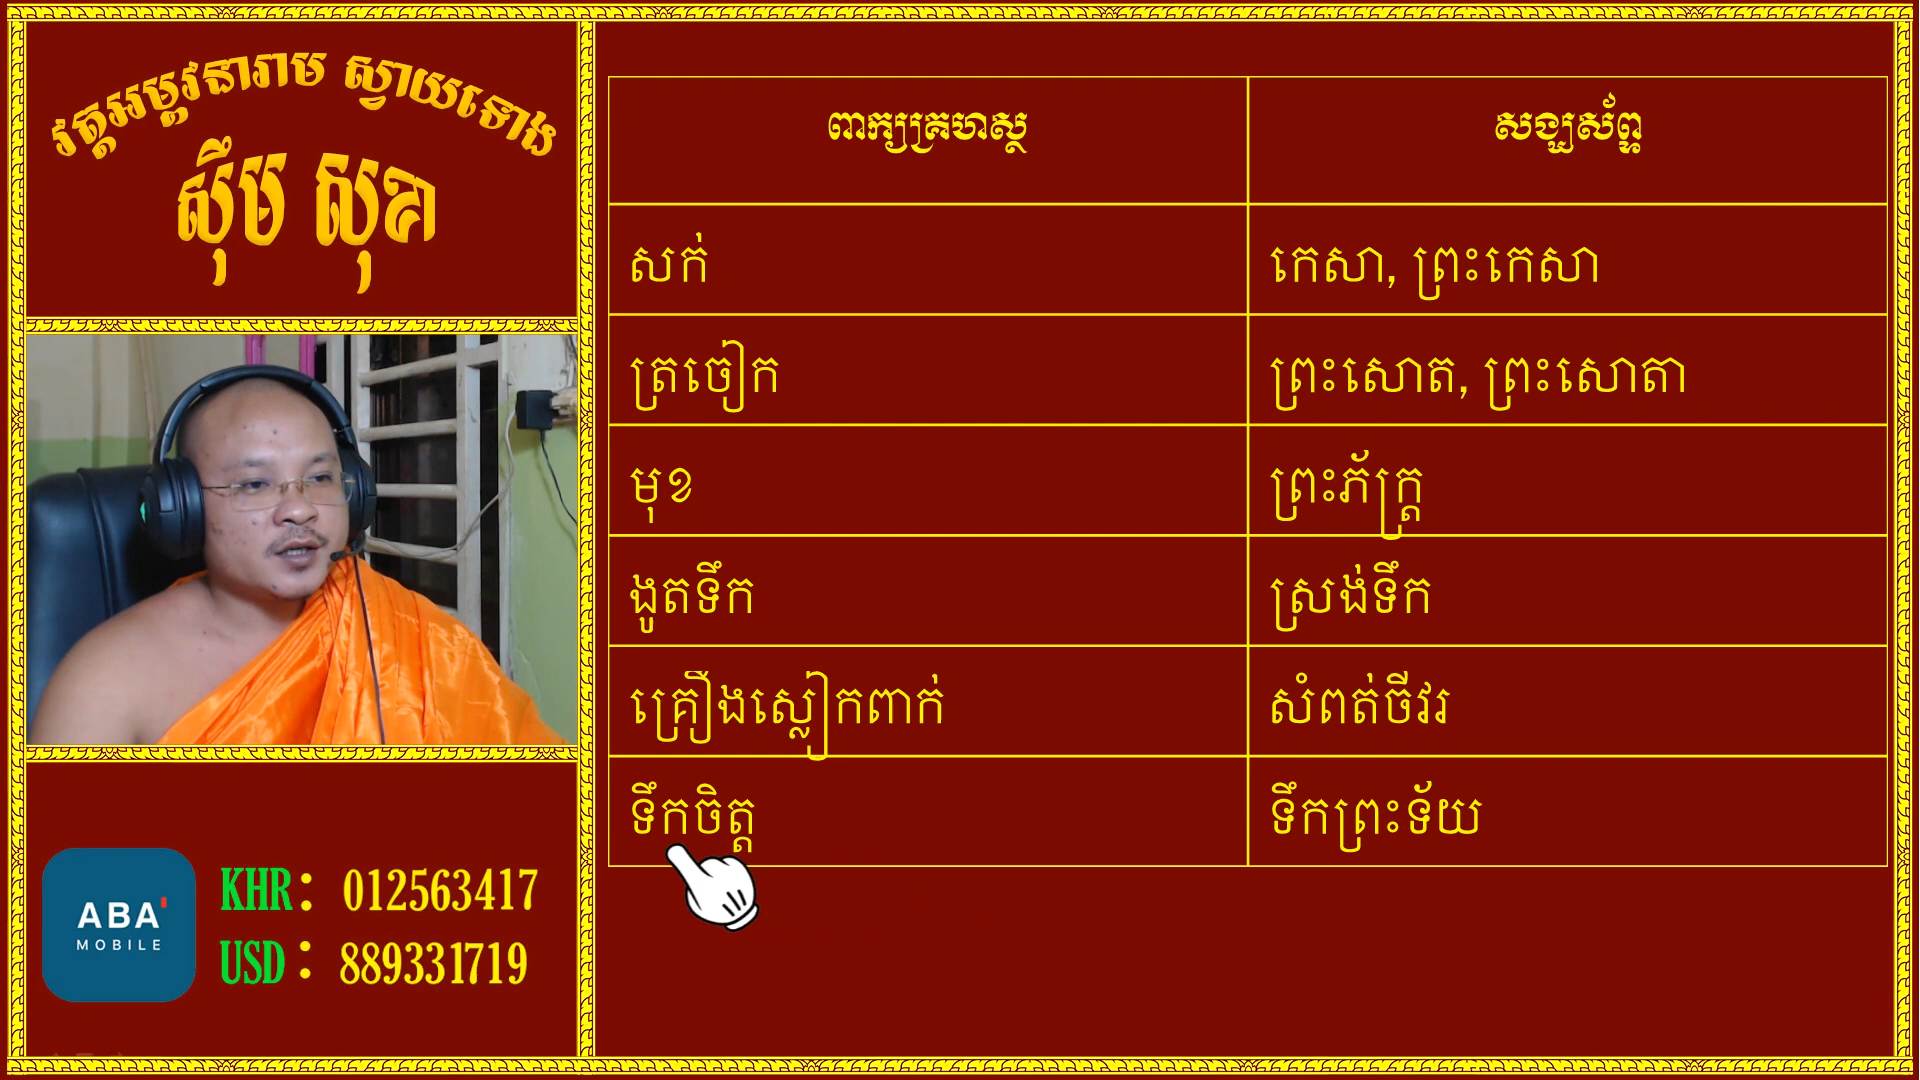 វត្តអម្ពវនារាម ស្វាយទោង
ស៊ឹម សុខា
ABA'
MOBILE
KHR: 012563417
USD: 889331719
ពាក្យគ្រហស្ថ
សង្ឃស័ព្ទ
សក់
កេសា, ព្រះកេសា
ត្រចៀក
ព្រះសោត, ព្រះសោតា
មុខ
ព្រះភ័ក្ត្រ
ងូតទឹក
ស្រង់ទឹក
គ្រឿងស្លៀកពាក់
សំពត់ចីវរ
ទឹកចិត្ត
ទឹកព្រះទ័យ